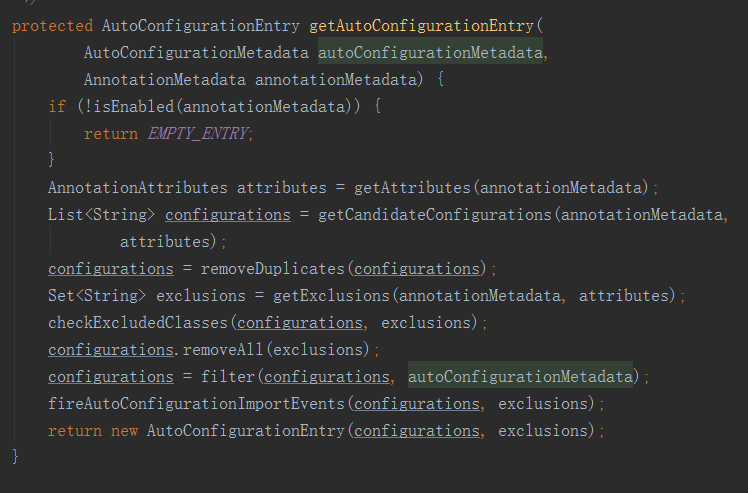 */
protected AutoConfigurationEntry getAutoConfigurationEntry(
        AutoConfigurationMetadata autoConfigurationMetadata,
        AnnotationMetadata annotationMetadata) {
    if (!isEnabled(annotationMetadata)) {
        return EMPTY_ENTRY;
    }
    AnnotationAttributes attributes = getAttributes(annotationMetadata);
    List<String> configurations = getCandidateConfigurations(annotationMetadata,
            attributes);
    configurations = removeDuplicates(configurations);
    Set<String> exclusions = getExclusions(annotationMetadata, attributes);
    checkExcludedClasses(configurations, exclusions);
    configurations.removeAll(exclusions);
    configurations = filter(configurations, autoConfigurationMetadata);
    fireAutoConfigurationImportEvents(configurations, exclusions);
    return new AutoConfigurationEntry(configurations, exclusions);
}